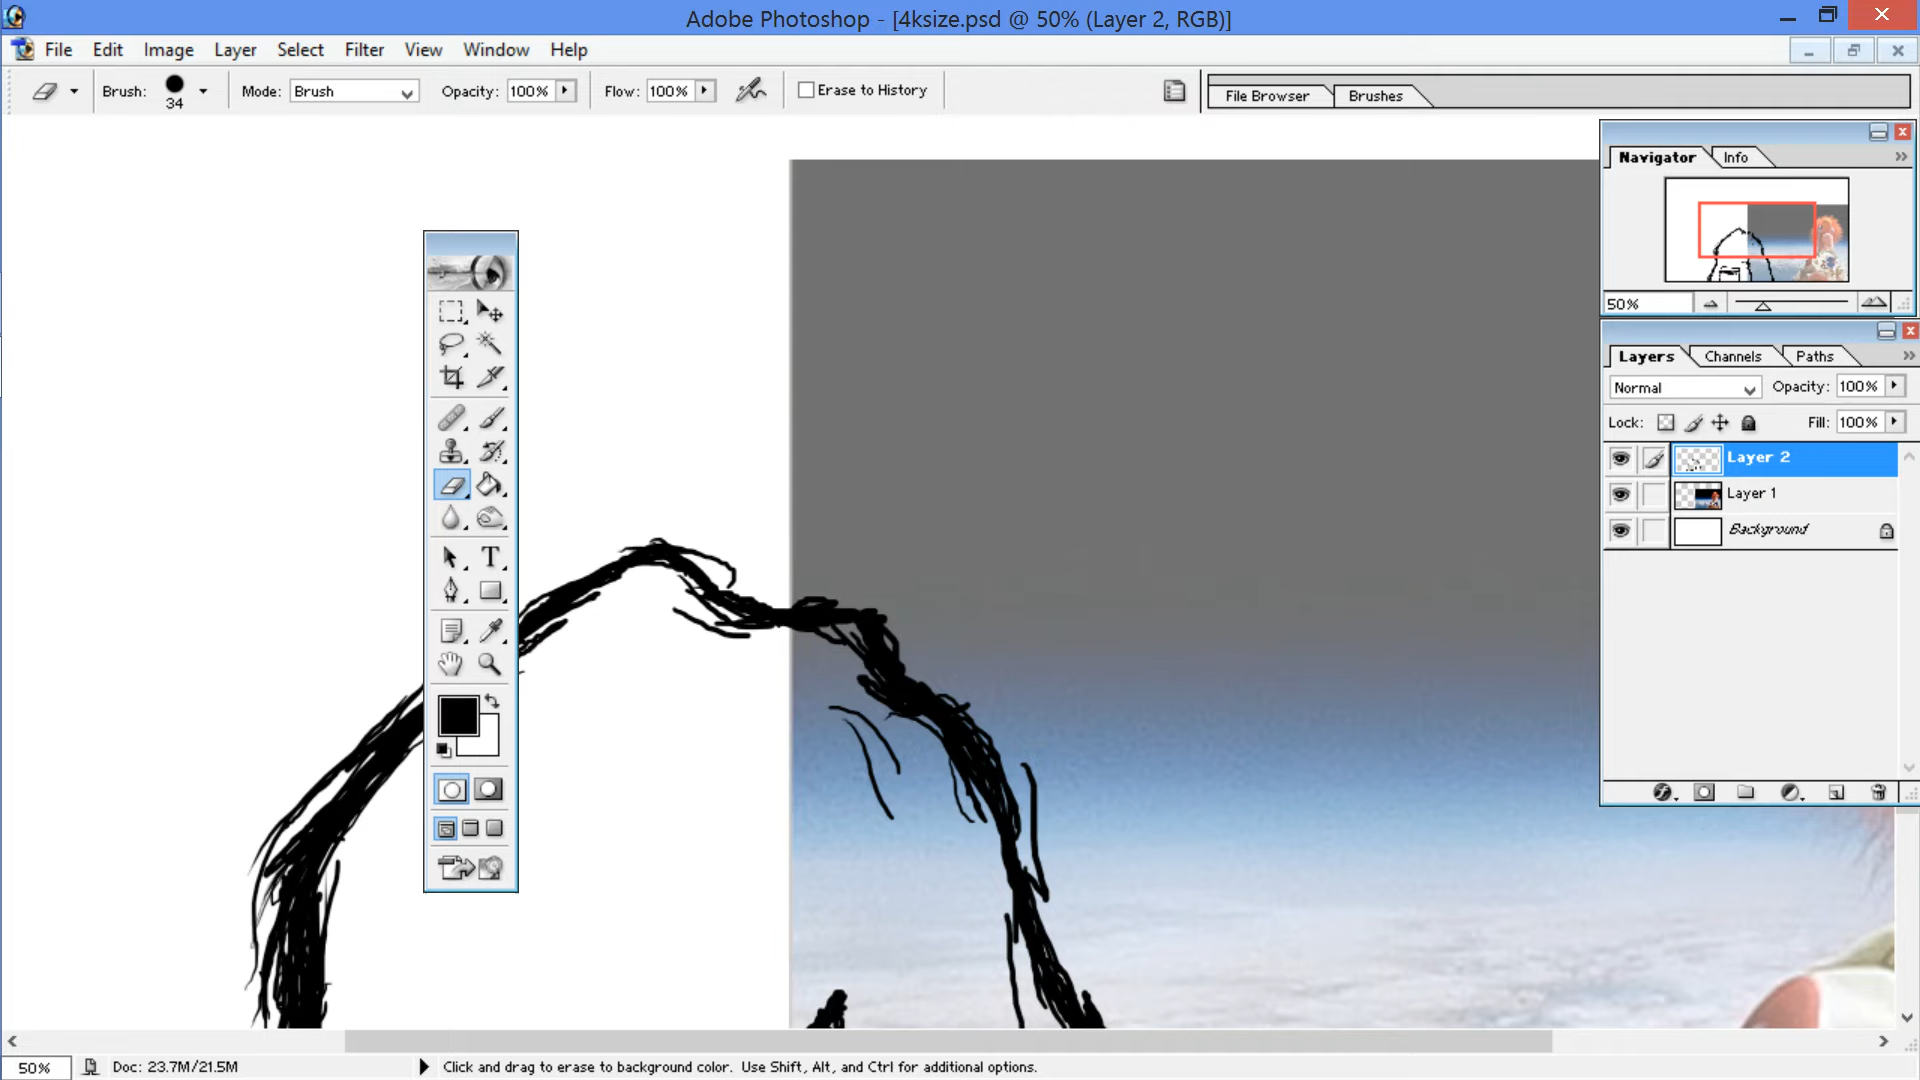 Adobe Photoshop - [4ksize.psd @ 50% (Layer 2, RGB)]
File Edit Image Layer Select Filter View Window Help
Brush: 34 Mode: Brush Opacity: 100% Flow: 100% Erase to History File Browser Brushes
Navigator Info
50%
Layers Channels Paths
Normal Opacity: 100%
Lock: Fill: 100%
Layer 2
Layer 1
Background
T
50% Doc: 23.7M/21.5M Click and drag to erase to background color. Use Shift, Alt, and Ctrl for additional options.